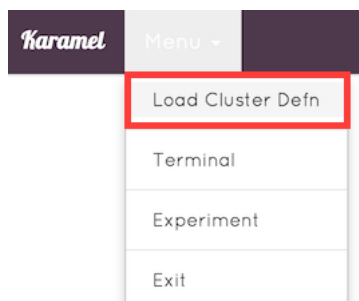 Karamel Menu
Load Cluster Defn
Terminal
Experiment
Exit